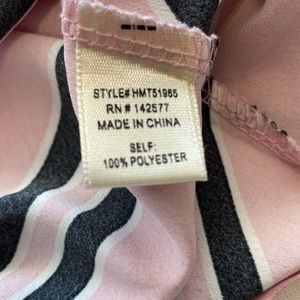 STYLE# HMT51965
RN # 142577
MADE IN CHINA
SELF:
100% POLYESTER